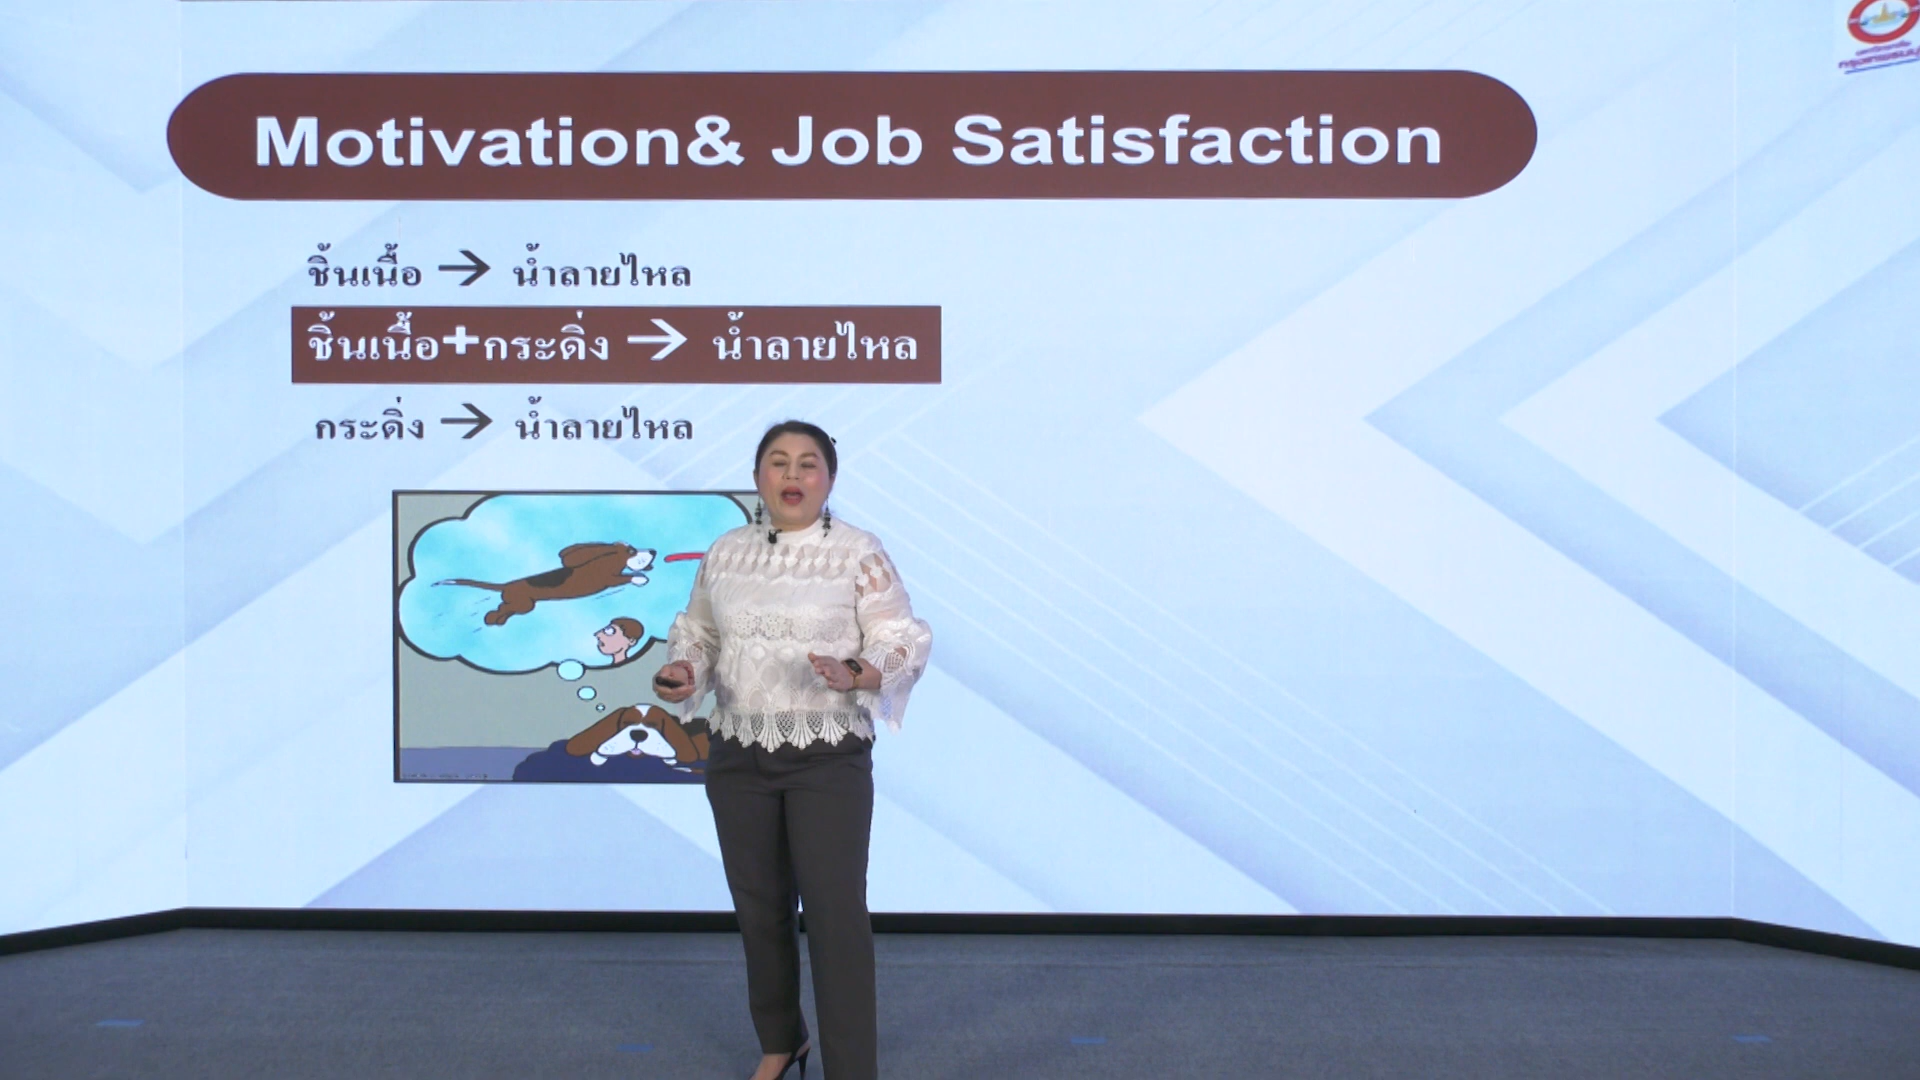 Motivation& Job Satisfaction
ชิ้นเนื้อ → น้ำลายไหล
ชิ้นเนื้อ+กระดิ่ง → น้ำลายไหล
กระดิ่ง → น้ำลายไหล